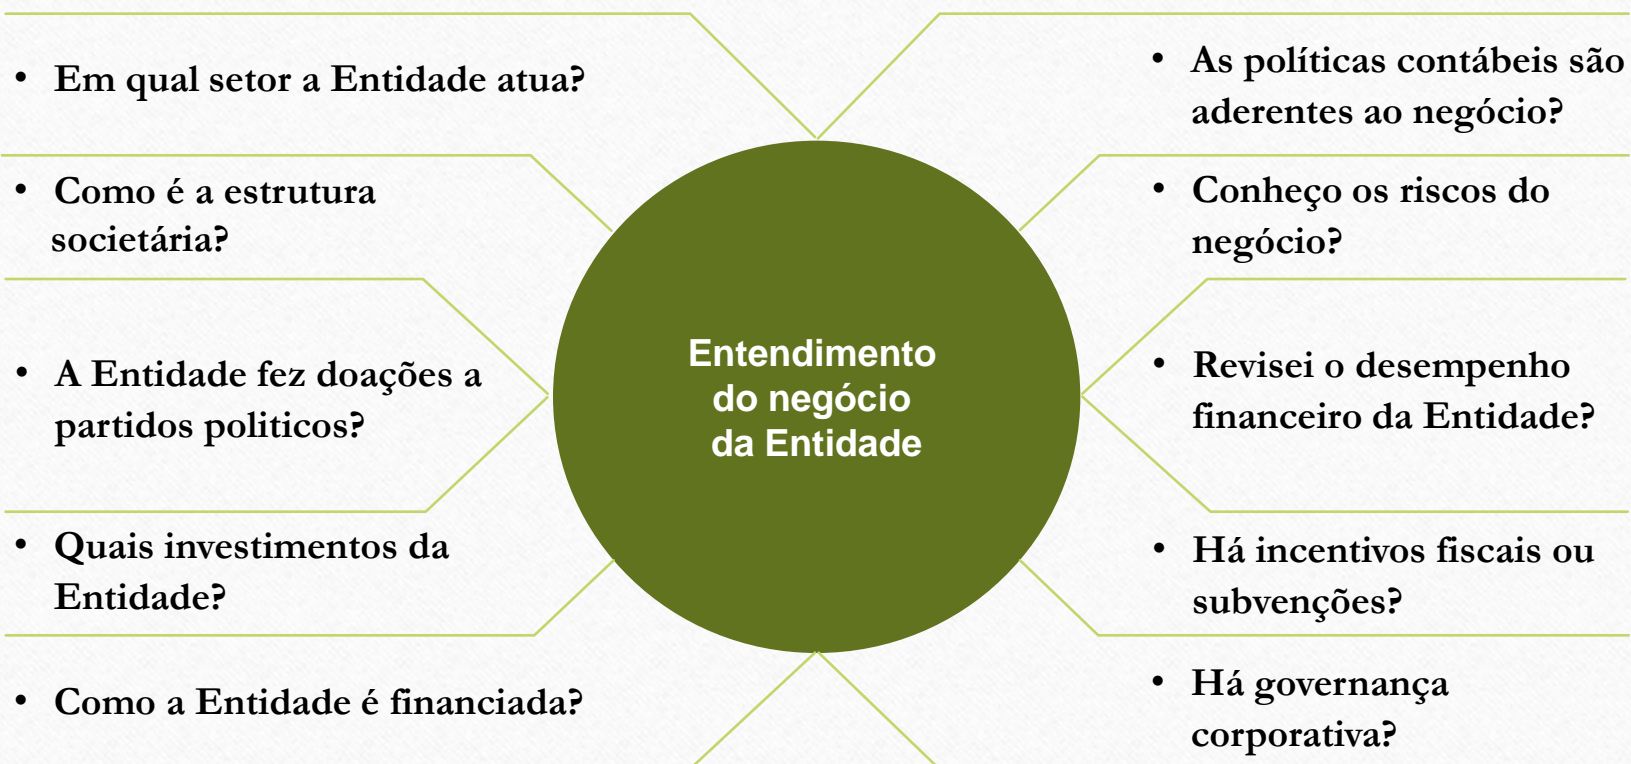 • Em qual setor a Entidade atua?
• Como é a estrutura
societária?
• A Entidade fez doações a
partidos politicos?
• Quais investimentos da
Entidade?
• Como a Entidade é financiada?
Entendimento
do negócio
da Entidade
• As políticas contábeis são
aderentes ao negócio?
• Conheço os riscos do
negócio?
• Revisei o desempenho
financeiro da Entidade?
• Há incentivos fiscais ou
subvenções?
• Há governança
corporativa?